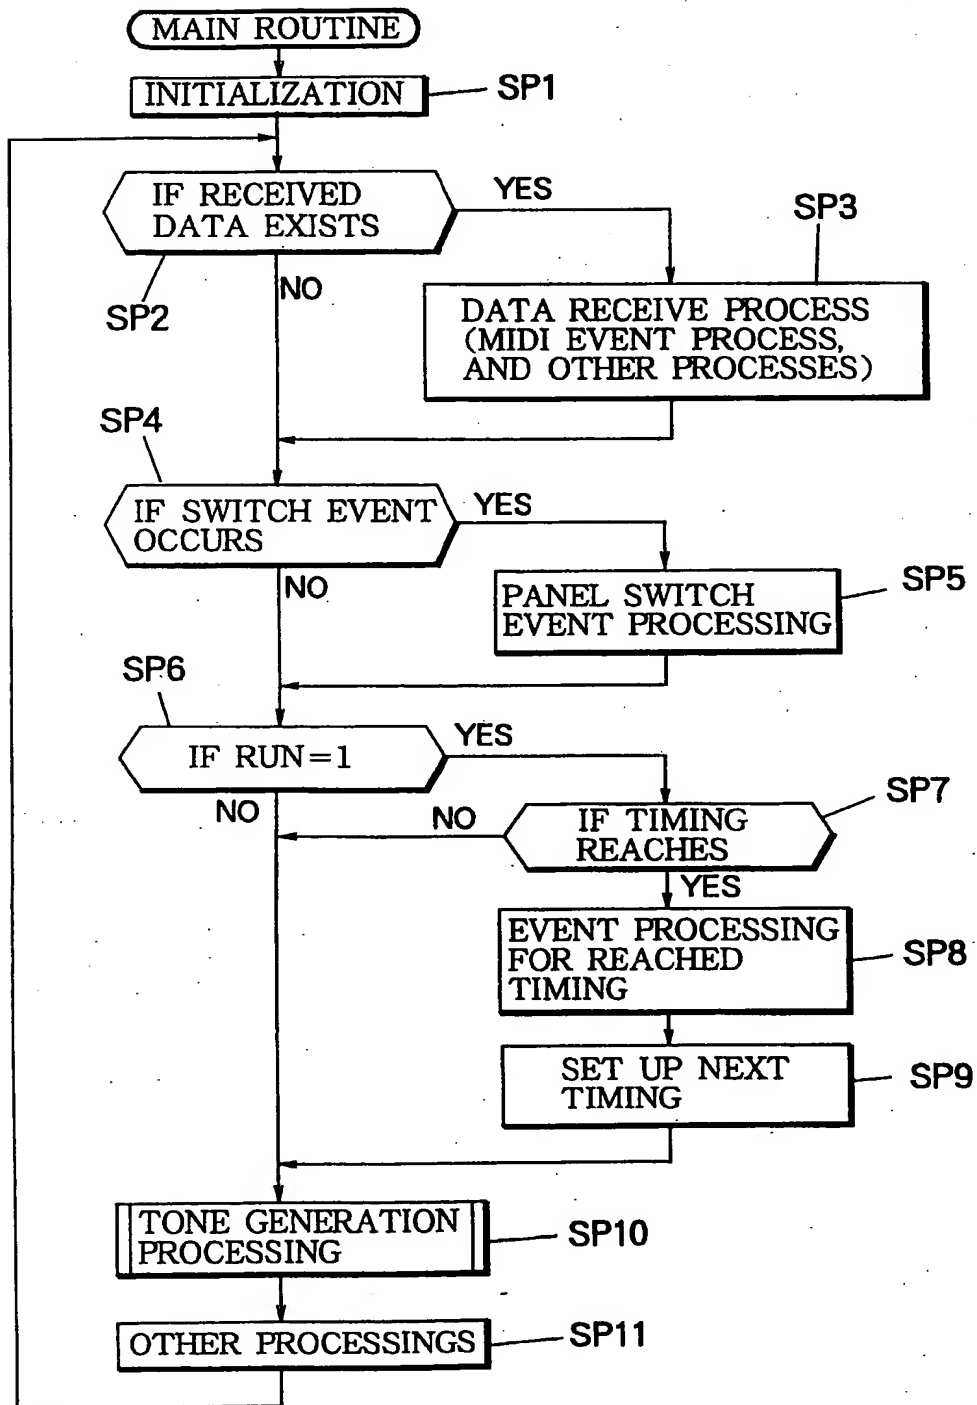 MAIN ROUTINE
INITIALIZATION
SP1
IF RECEIVED
DATA EXISTS
YES
SP3
SP2
NO
DATA RECEIVE PROCESS
(MIDI EVENT PROCESS,
AND OTHER PROCESSES)
SP4
IF SWITCH EVENT
OCCURS
YES
NO
PANEL SWITCH
EVENT PROCESSING
SP5
SP6
IF RUN=1
YES
NO
NO
IF TIMING
REACHES
SP7
YES
EVENT PROCESSING
FOR REACHED
TIMING
SP8
SET UP NEXT
TIMING
SP9
TONE GENERATION
PROCESSING
SP10
OTHER PROCESSINGS
SP11